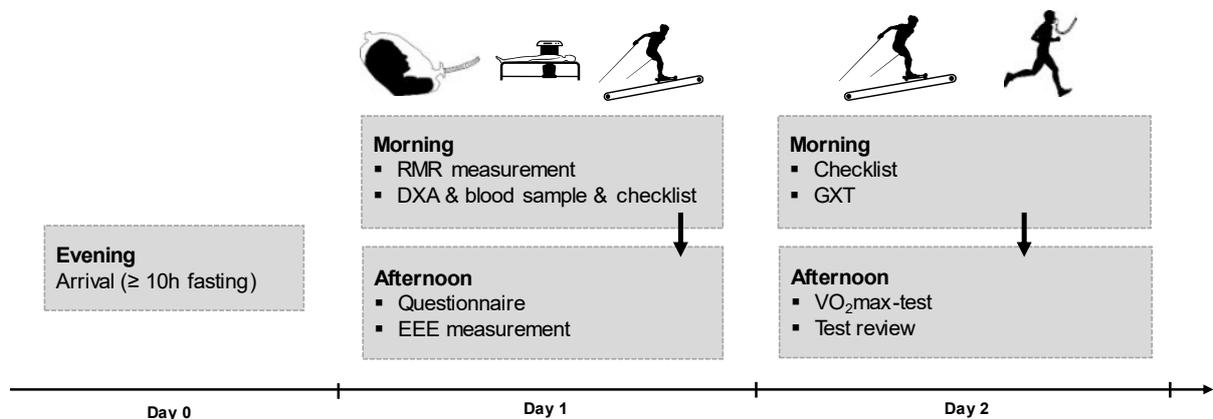 Evening
Arrival (≥ 10h fasting)
Morning
▪ RMR measurement
▪ DXA & blood sample & checklist
Afternoon
▪ Questionnaire
▪ EEE measurement
Morning
▪ Checklist
▪ GXT
Afternoon
▪ VO₂max-test
▪ Test review
Day 0
Day 1
Day 2